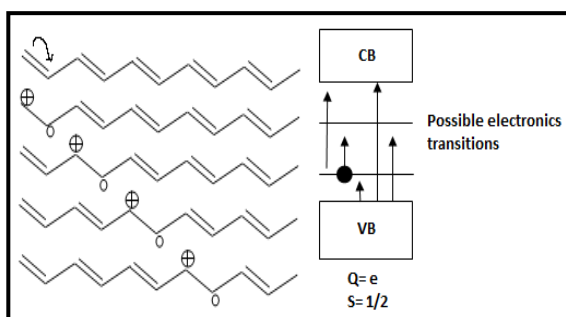 CB
Possible electronics
transitions
VB
Q= e
S= 1/2